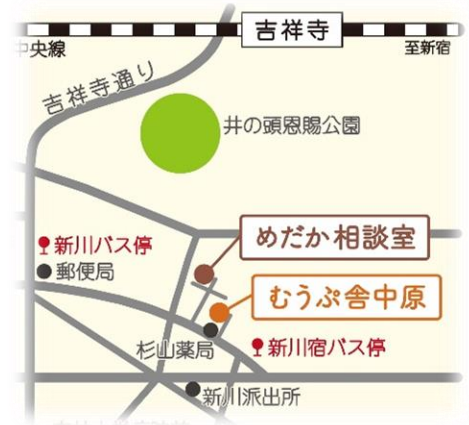 吉祥寺
中央線
至新宿
吉祥寺通り
井の頭恩賜公園
めだか相談室
新川バス停
郵便局
むうぷ舎中原
杉山薬局
新川宿バス停
新川派出所